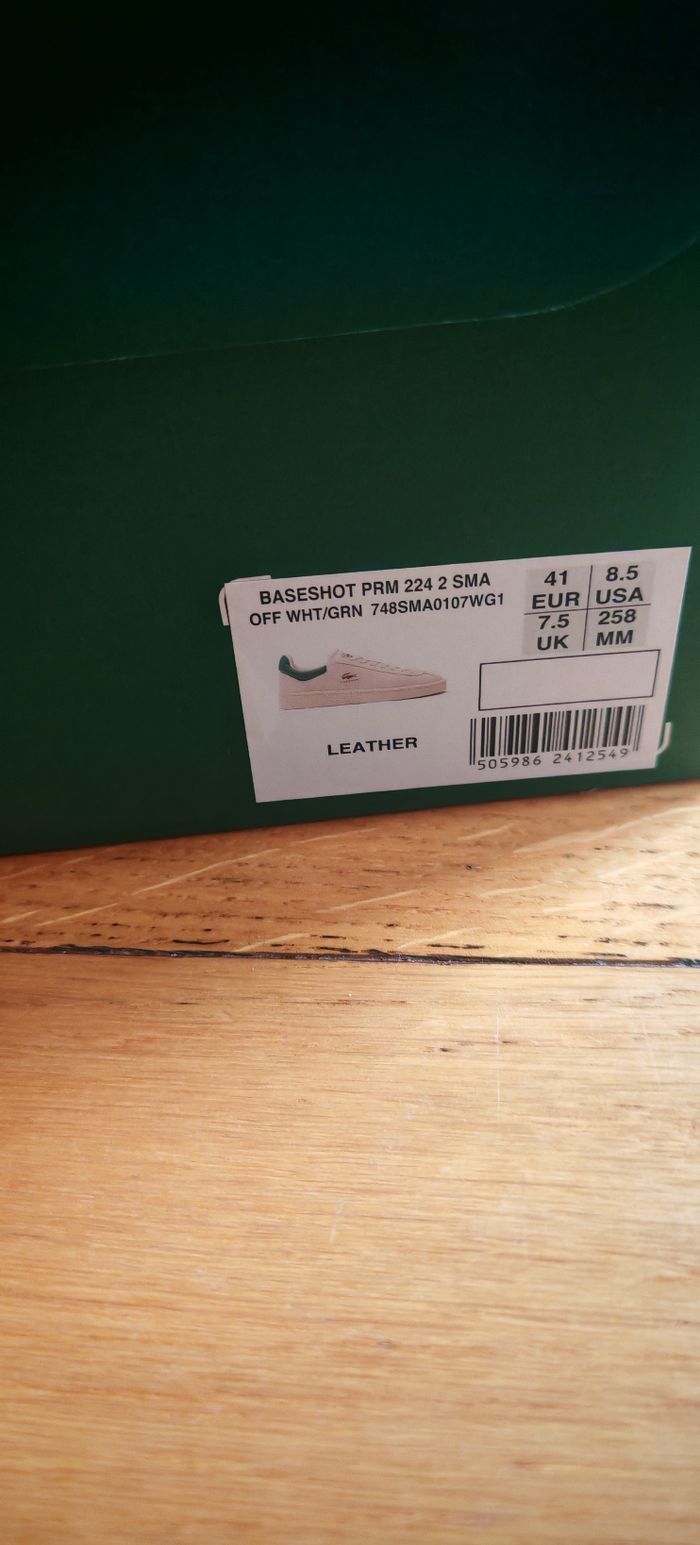 BASESHOT PRM 224 2 SMA
OFF WHT/GRN 748SMA0107WG1
41 EUR
8.5 USA
7.5 UK
258 MM
LEATHER
505986 2412549